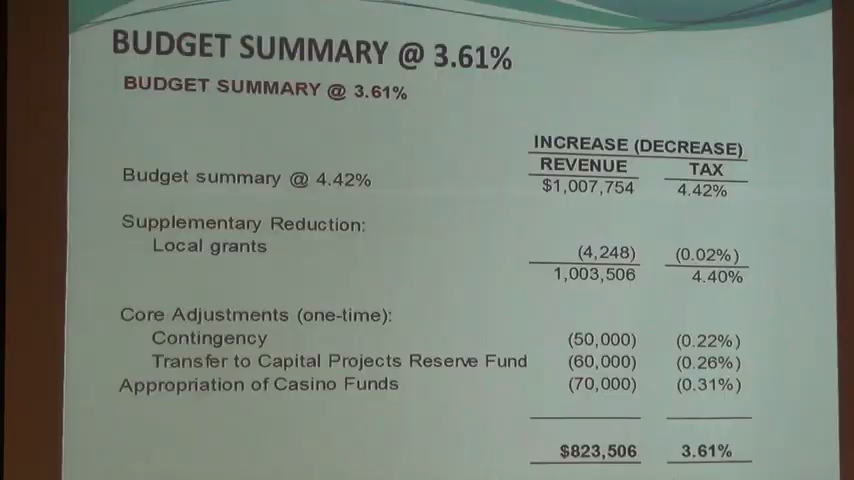 BUDGET SUMMARY @ 3.61%
BUDGET SUMMARY @ 3.61%
INCREASE (DECREASE)
REVENUE TAX
Budget summary @ 4.42% $1,007,754 4.42%
Supplementary Reduction:
Local grants (4,248) (0.02%)
1,003,506 4.40%
Core Adjustments (one-time):
Contingency (50,000) (0.22%)
Transfer to Capital Projects Reserve Fund (60,000) (0.26%)
Appropriation of Casino Funds (70,000) (0.31%)
$823,506 3.61%